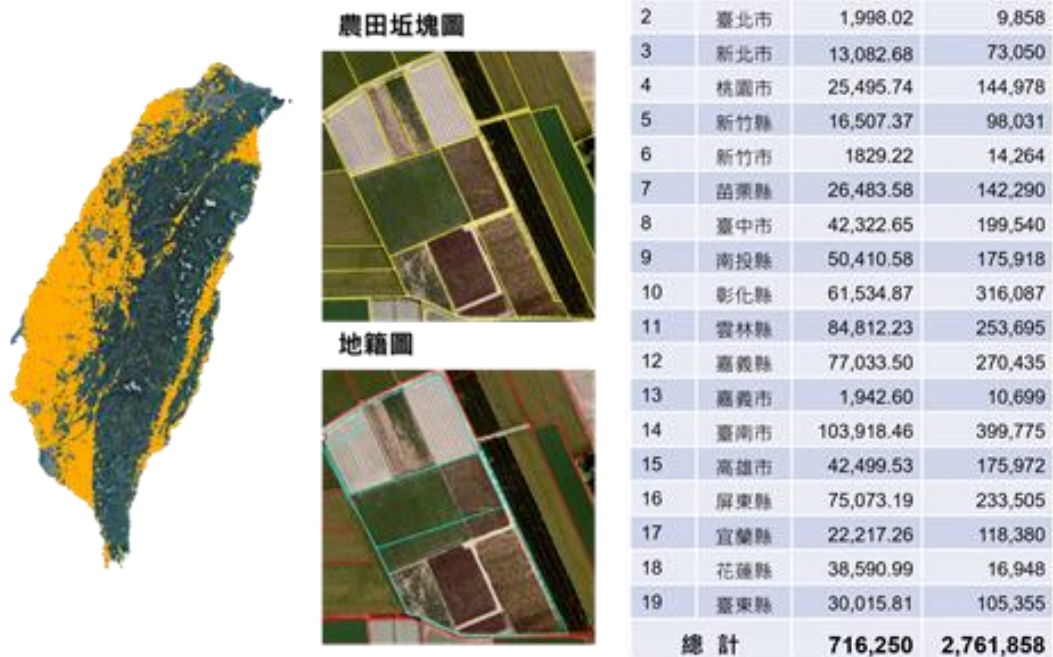 農田坵塊圖
地籍圖
2 臺北市 1,998.02 9,858
3 新北市 13,082.68 73,050
4 桃園市 25,495.74 144,978
5 新竹縣 16,507.37 98,031
6 新竹市 1829.22 14,264
7 苗栗縣 26,483.58 142,290
8 臺中市 42,322.65 199,540
9 南投縣 50,410.58 175,918
10 彰化縣 61,534.87 316,087
11 雲林縣 84,812.23 253,695
12 嘉義縣 77,033.50 270,435
13 嘉義市 1,942.60 10,699
14 臺南市 103,918.46 399,775
15 高雄市 42,499.53 175,972
16 屏東縣 75,073.19 233,505
17 宜蘭縣 22,217.26 118,380
18 花蓮縣 38,590.99 16,948
19 臺東縣 30,015.81 105,355
總 計 716,250 2,761,858